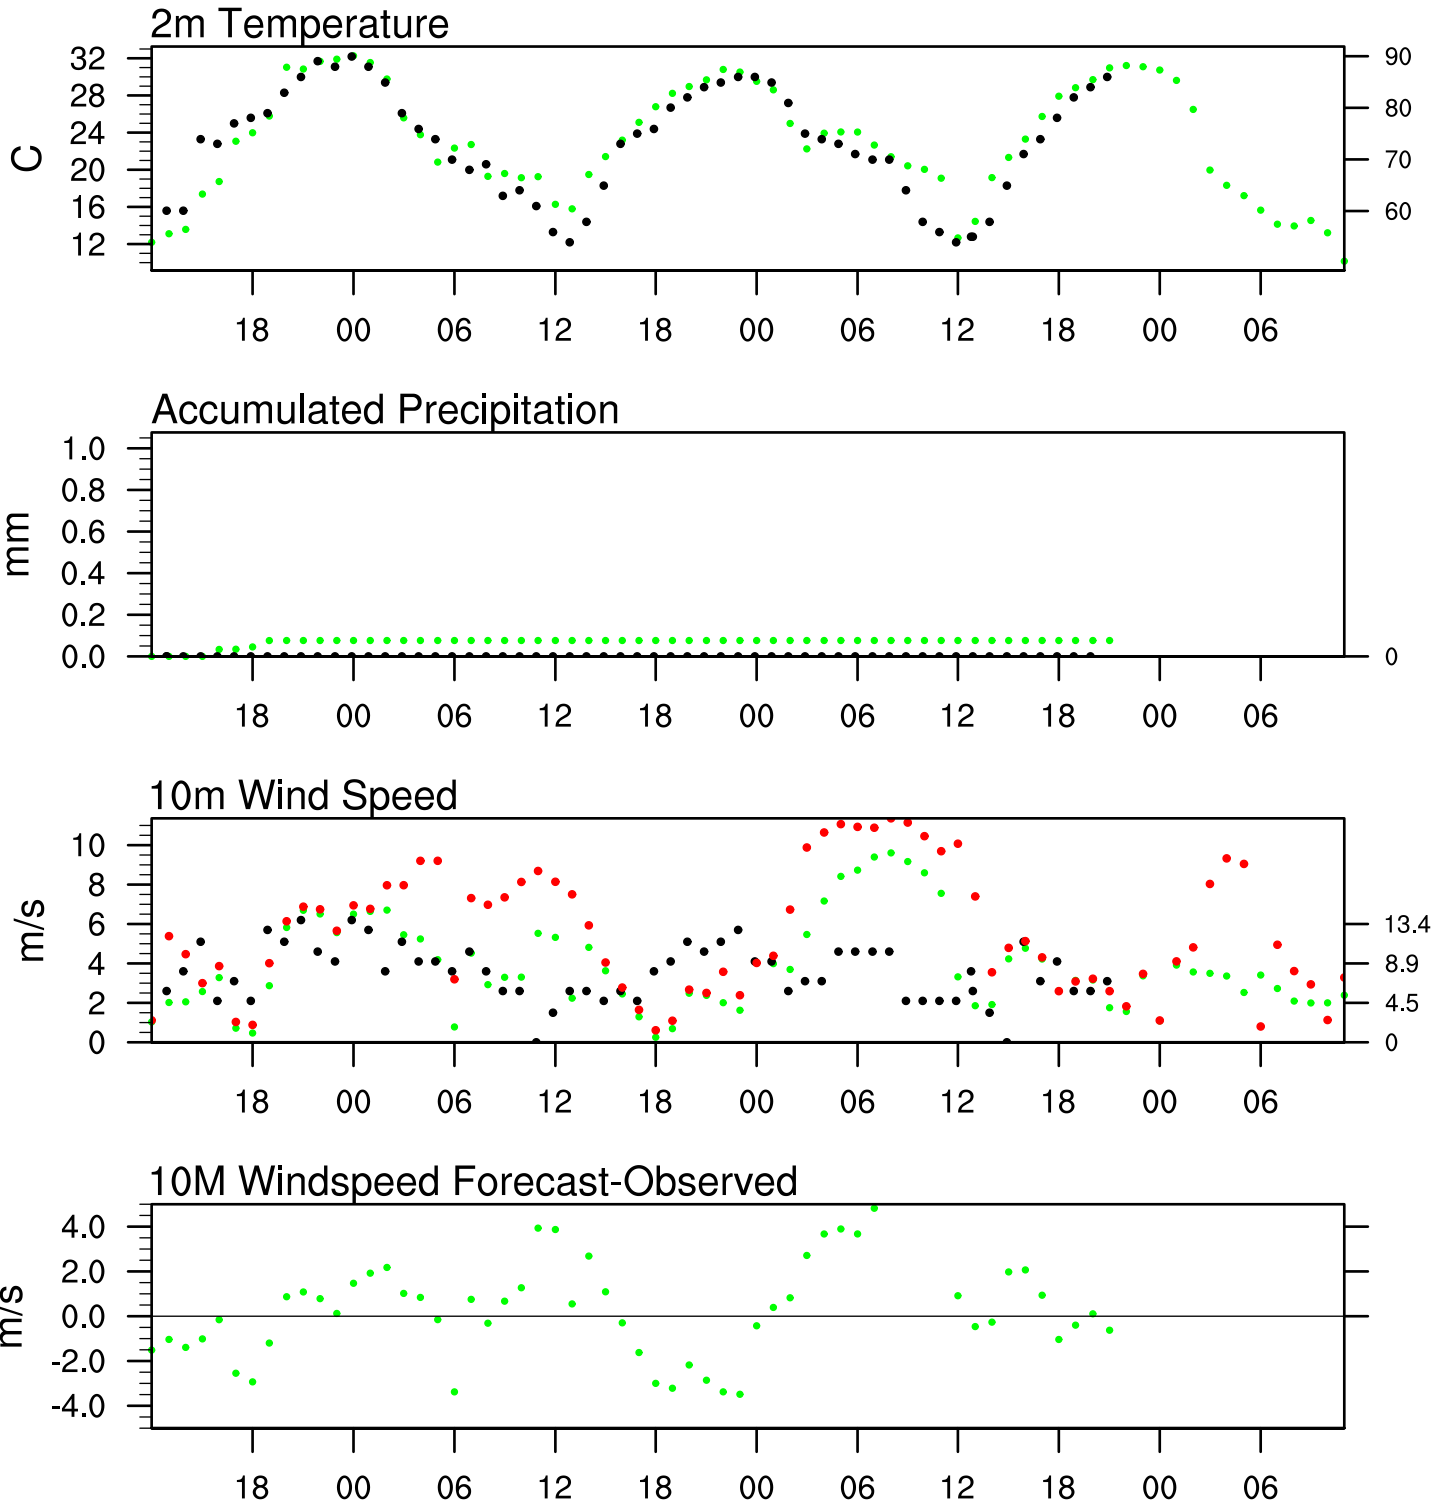 2m Temperature
32
28
24
20
16
12
C
90
80
70
60
18 00 06 12 18 00 06 12 18 00 06
Accumulated Precipitation
1.0
0.8
0.6
0.4
0.2
0.0
mm
0
18 00 06 12 18 00 06 12 18 00 06
10m Wind Speed
10
8
6
4
2
0
m/s
13.4
8.9
4.5
0
18 00 06 12 18 00 06 12 18 00 06
10M Windspeed Forecast-Observed
4.0
2.0
0.0
-2.0
-4.0
m/s
18 00 06 12 18 00 06 12 18 00 06